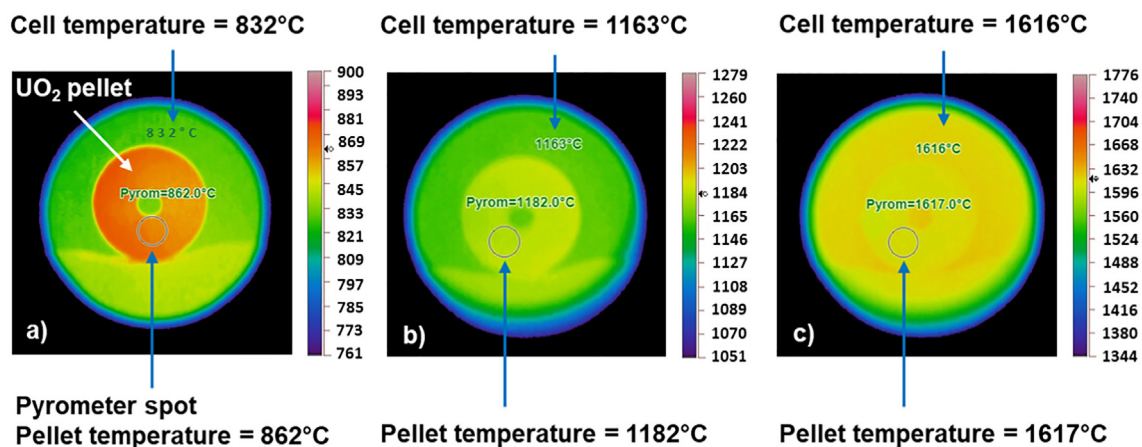 Cell temperature = 832°C
Cell temperature = 1163°C
Cell temperature = 1616°C
UO₂ pellet
832°C
Pyrom=862.0°C
a)
900
893
881
869
857
845
833
821
809
797
785
773
761
1163°C
Pyrom=1182.0°C
b)
1279
1260
1241
1222
1203
1184
1165
1146
1127
1108
1089
1070
1051
1616°C
Pyrom=1617.0°C
c)
1776
1740
1704
1668
1632
1596
1560
1524
1488
1452
1416
1380
1344
Pyrometer spot
Pellet temperature = 862°C
Pellet temperature = 1182°C
Pellet temperature = 1617°C